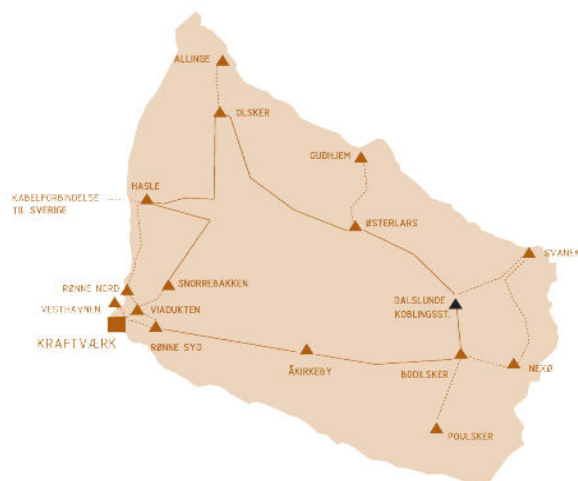 ALLINGE
OLSKER
GUDHJEM
HASLE
KABELFORBINDELSE
TIL SVERIGE
ØSTERLARS
SVANEK
SNORREBAKKEN
RØNNE NORD
VESTHAVNEN
VIADUKTEN
DALSLUNDE
KOBLINGSST.
KRAFTVÆRK
RØNNE SYD
ÅKIRKEBY
BODILSKER
NEXØ
POULSKER